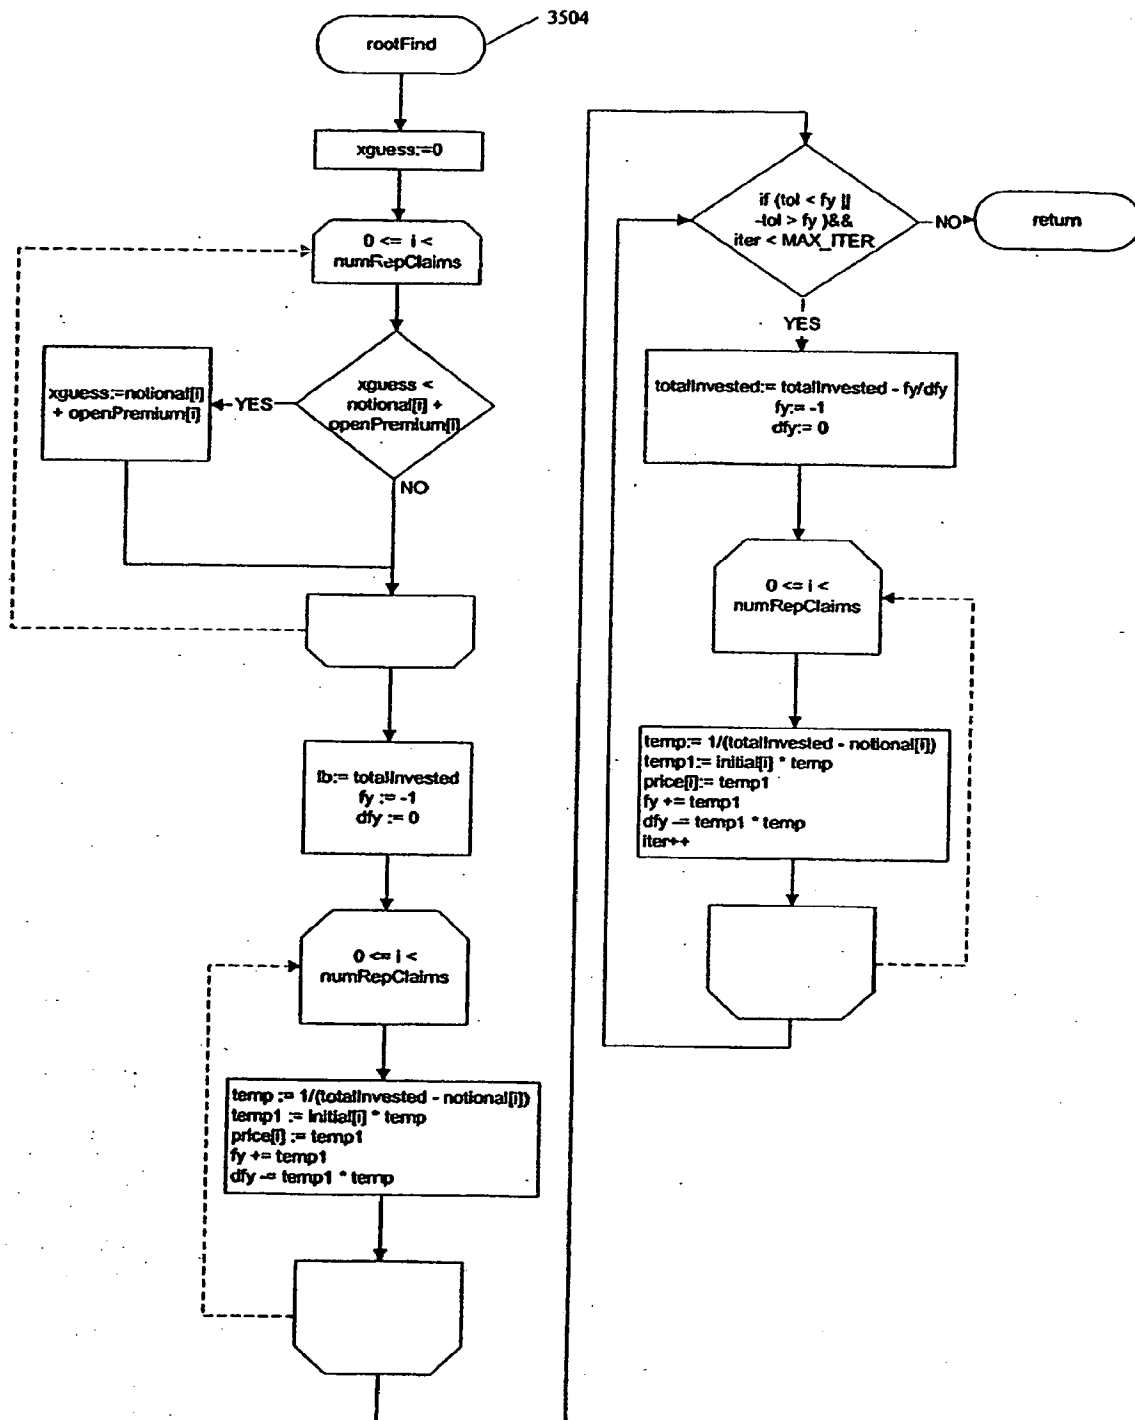 3504
rootFind
xguess:=0
0 <= i <
numRepClaims
xguess <
notional[i] +
openPremium[i]
YES
xguess:=notional[i]
+ openPremium[i]
NO
lb:= totalInvested
fy := -1
dfy := 0
0 <= i <
numRepClaims
temp := 1/(totalInvested - notional[i])
temp1 := initial[i] * temp
price[i] := temp1
fy += temp1
dfy -= temp1 * temp
if (tol < fy ||
-tol > fy )&&
iter < MAX_ITER
NO
return
YES
totalInvested:= totalInvested - fy/dfy
fy:= -1
dfy:= 0
0 <= i <
numRepClaims
temp:= 1/(totalInvested - notional[i])
temp1:= initial[i] * temp
price[i]:= temp1
fy += temp1
dfy -= temp1 * temp
iter++